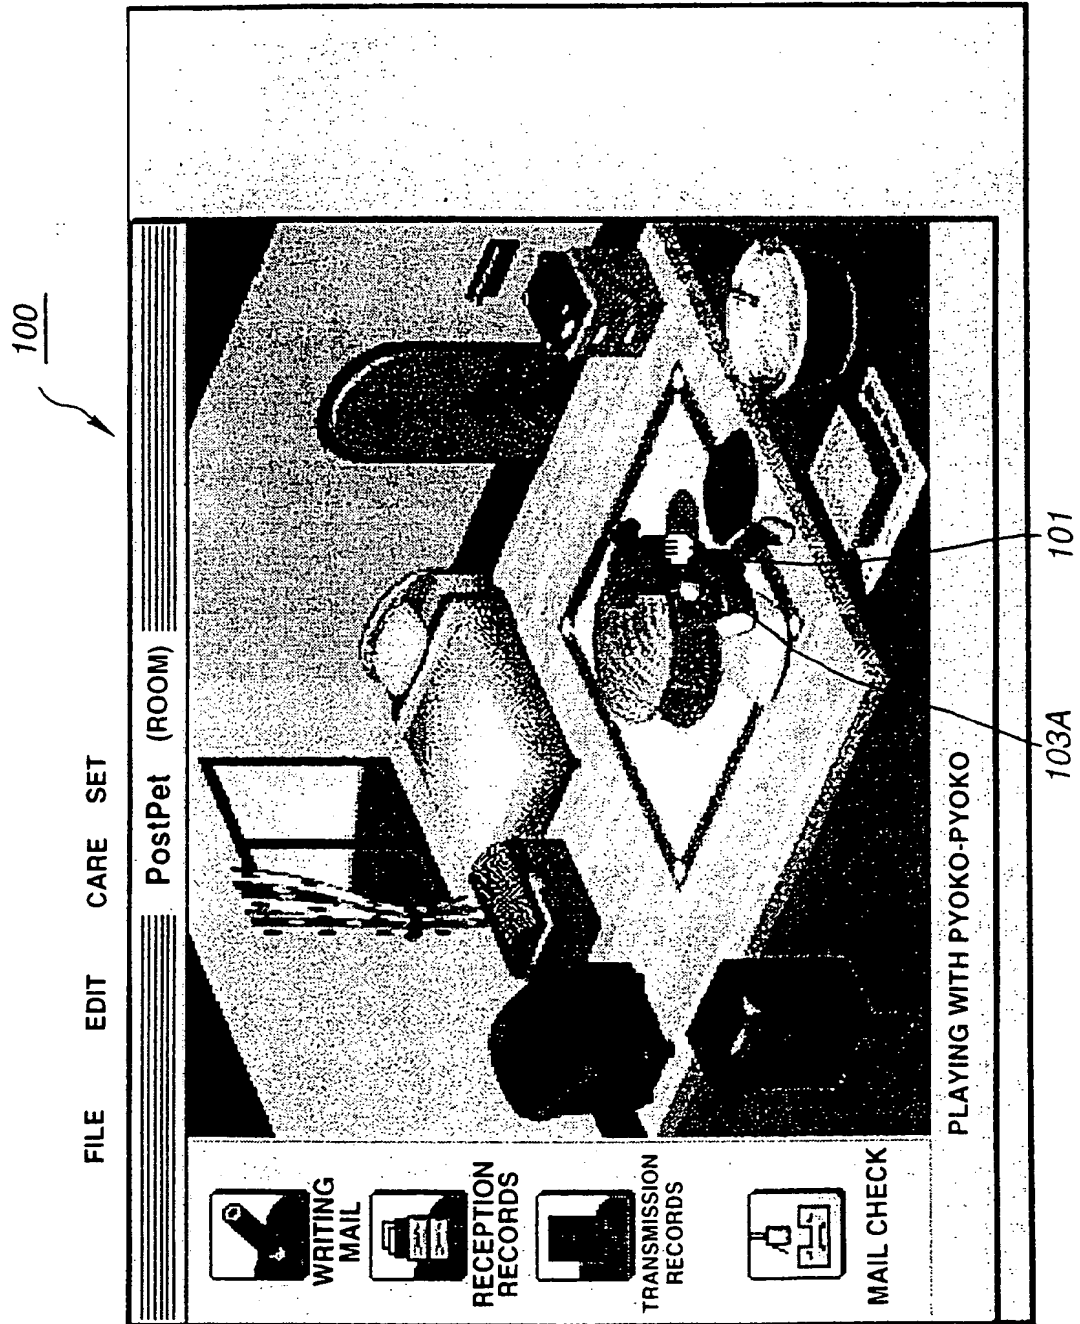 100
FILE EDIT CARE SET
PostPet (ROOM)
WRITING
MAIL
RECEPTION
RECORDS
TRANSMISSION
RECORDS
MAIL CHECK
PLAYING WITH PYOKO-PYOKO
103A
101